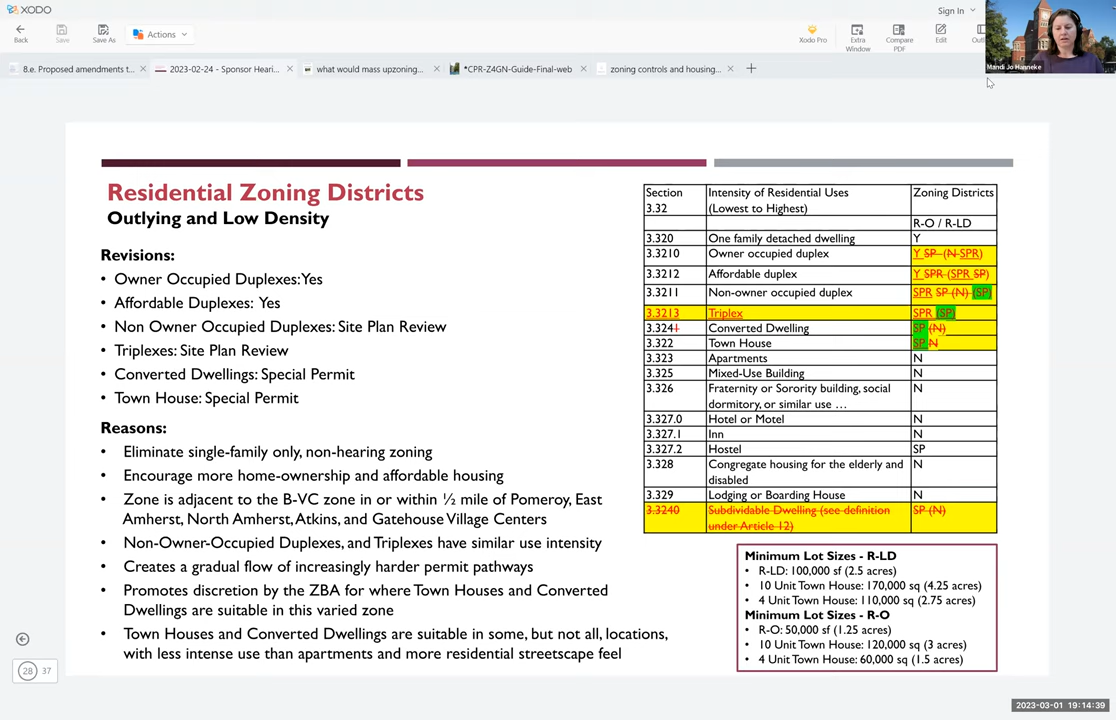 XODO
Sign In
Back
Save
Save As
Actions
Xodo Pro
Extra Window
Compare PDF
Edit
Mandi Jo Hanneke
8.e. Proposed amendments t...
2023-02-24 - Sponsor Heari...
what would mass upzoning...
*CPR-Z4GN-Guide-Final-web
zoning controls and housing...
Residential Zoning Districts
Outlying and Low Density
Revisions:
• Owner Occupied Duplexes: Yes
• Affordable Duplexes: Yes
• Non Owner Occupied Duplexes: Site Plan Review
• Triplexes: Site Plan Review
• Converted Dwellings: Special Permit
• Town House: Special Permit
Reasons:
• Eliminate single-family only, non-hearing zoning
• Encourage more home-ownership and affordable housing
• Zone is adjacent to the B-VC zone in or within ½ mile of Pomeroy, East
Amherst, North Amherst, Atkins, and Gatehouse Village Centers
• Non-Owner-Occupied Duplexes, and Triplexes have similar use intensity
• Creates a gradual flow of increasingly harder permit pathways
• Promotes discretion by the ZBA for where Town Houses and Converted
Dwellings are suitable in this varied zone
• Town Houses and Converted Dwellings are suitable in some, but not all, locations,
with less intense use than apartments and more residential streetscape feel
Section 3.32 Intensity of Residential Uses (Lowest to Highest) Zoning Districts
R-O / R-LD
3.320 One family detached dwelling Y
3.3210 Owner occupied duplex Y SP (N SPR)
3.3212 Affordable duplex Y SPR (SPR SP)
3.3211 Non-owner occupied duplex SPR SP (N) (SP)
3.3213 Triplex SPR (SP)
3.3241 Converted Dwelling SP (N)
3.322 Town House SP N
3.323 Apartments N
3.325 Mixed-Use Building N
3.326 Fraternity or Sorority building, social dormitory, or similar use … N
3.327.0 Hotel or Motel N
3.327.1 Inn N
3.327.2 Hostel SP
3.328 Congregate housing for the elderly and disabled N
3.329 Lodging or Boarding House N
3.3240 Subdividable Dwelling (see definition under Article 12) SP (N)
Minimum Lot Sizes - R-LD
• R-LD: 100,000 sf (2.5 acres)
• 10 Unit Town House: 170,000 sq (4.25 acres)
• 4 Unit Town House: 110,000 sq (2.75 acres)
Minimum Lot Sizes - R-O
• R-O: 50,000 sf (1.25 acres)
• 10 Unit Town House: 120,000 sq (3 acres)
• 4 Unit Town House: 60,000 sq (1.5 acres)
28 37
2023-03-01 19:14:39